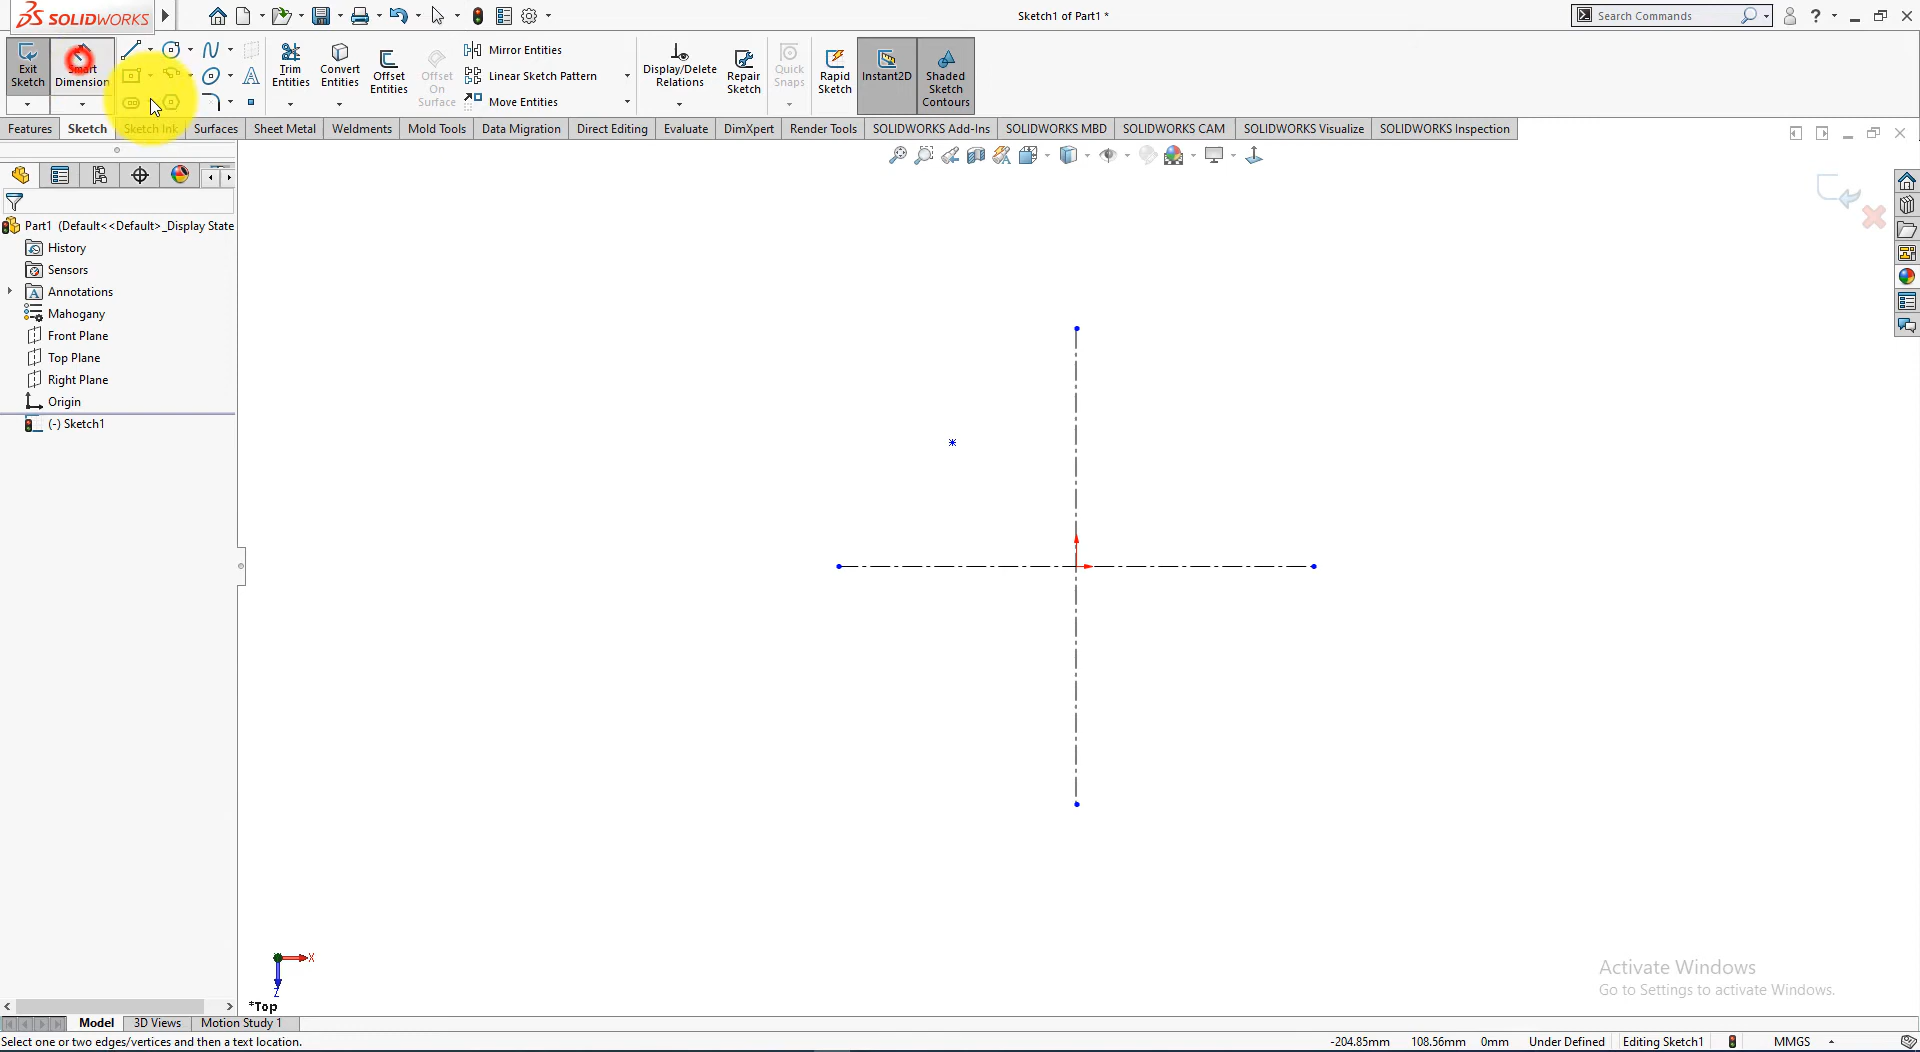 SOLIDWORKS
Sketch1 of Part1 *
Search Commands
?
Exit Sketch
Smart Dimension
Trim Entities
Convert Entities
Offset Entities
Offset On Surface
Mirror Entities
Linear Sketch Pattern
Move Entities
Display/Delete Relations
Repair Sketch
Quick Snaps
Rapid Sketch
Instant2D
Shaded Sketch Contours
Features
Sketch
Sketch Ink
Surfaces
Sheet Metal
Weldments
Mold Tools
Data Migration
Direct Editing
Evaluate
DimXpert
Render Tools
SOLIDWORKS Add-Ins
SOLIDWORKS MBD
SOLIDWORKS CAM
SOLIDWORKS Visualize
SOLIDWORKS Inspection
Part1 (Default<<Default>_Display State
History
Sensors
Annotations
Mahogany
Front Plane
Top Plane
Right Plane
Origin
(-) Sketch1
X
Z
*Top
Activate Windows
Go to Settings to activate Windows.
Model
3D Views
Motion Study 1
Select one or two edges/vertices and then a text location.
-204.85mm
108.56mm
0mm
Under Defined
Editing Sketch1
MMGS